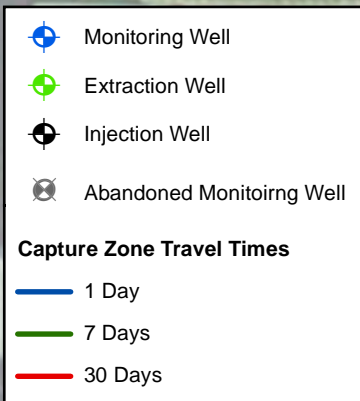 Monitoring Well
Extraction Well
Injection Well
Abandoned Monitoirng Well
Capture Zone Travel Times
1 Day
7 Days
30 Days